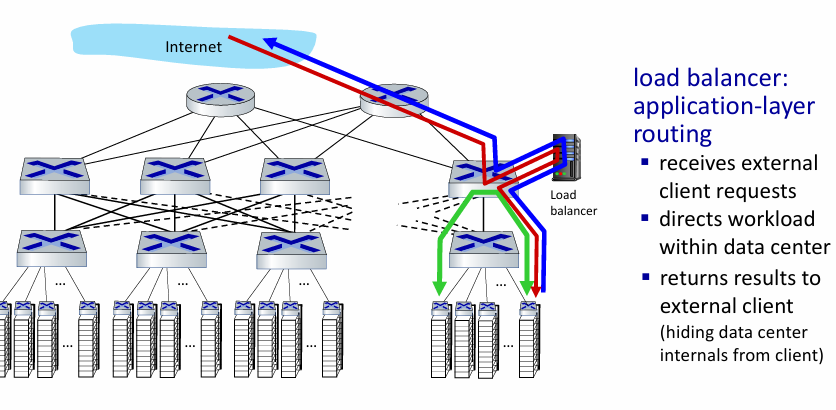 Internet
load balancer:
application-layer
routing
▪ receives external
client requests
▪ directs workload
within data center
▪ returns results to
external client
(hiding data center
internals from client)
Load
balancer
...
...
...
...
...
...
...